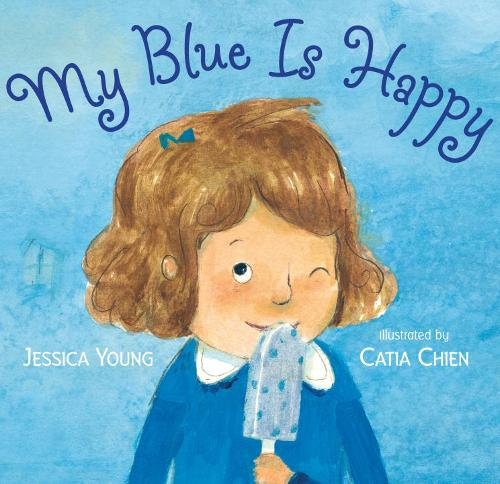 My Blue Is Happy
JESSICA YOUNG
illustrated by
CATIA CHIEN